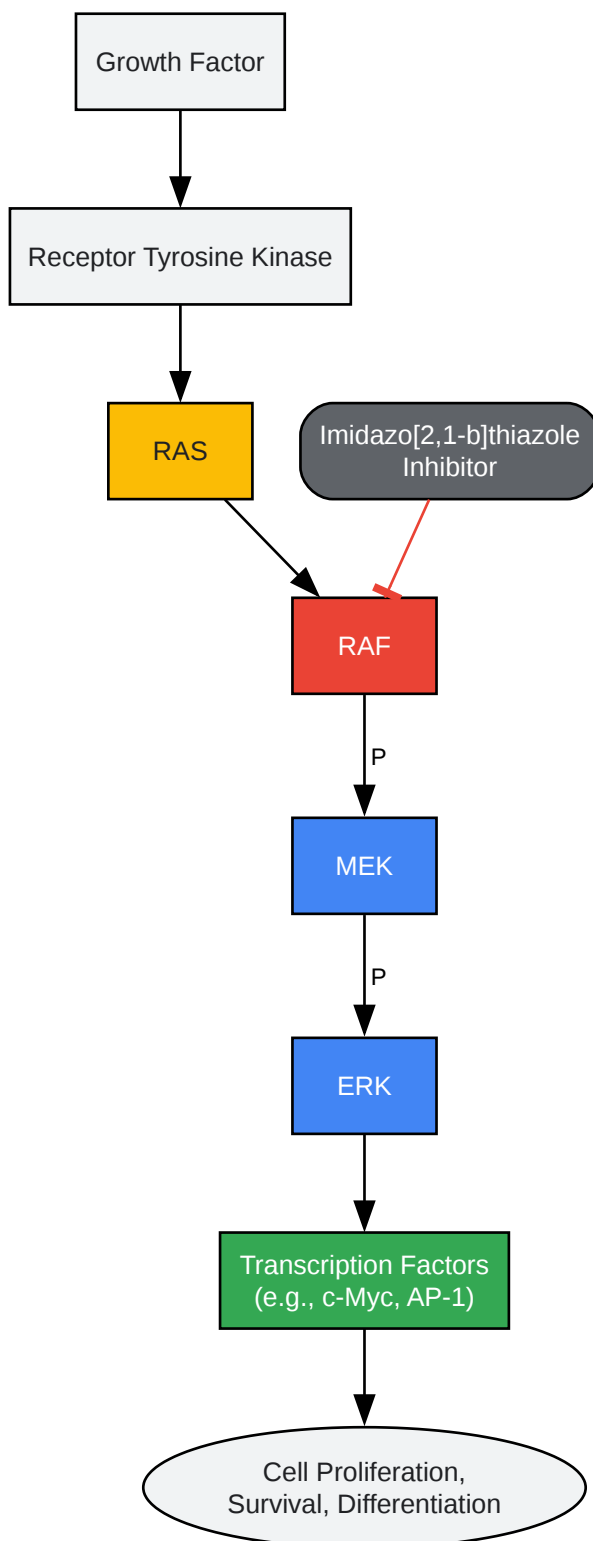 Growth Factor
Receptor Tyrosine Kinase
RAS
Imidazo[2,1-b]thiazole
Inhibitor
RAF
P
MEK
P
ERK
Transcription Factors
(e.g., c-Myc, AP-1)
Cell Proliferation,
Survival, Differentiation